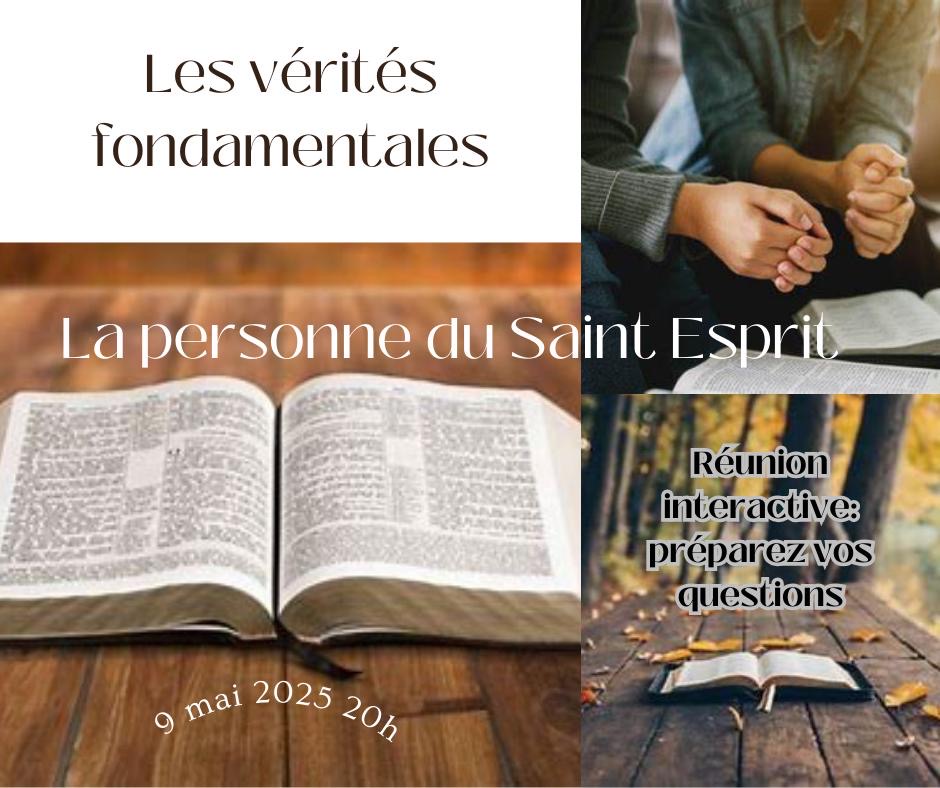 Les vérités
fondamentales
La personne du Saint Esprit
Réunion
interactive:
préparez vos
questions
9 mai 2025 20h